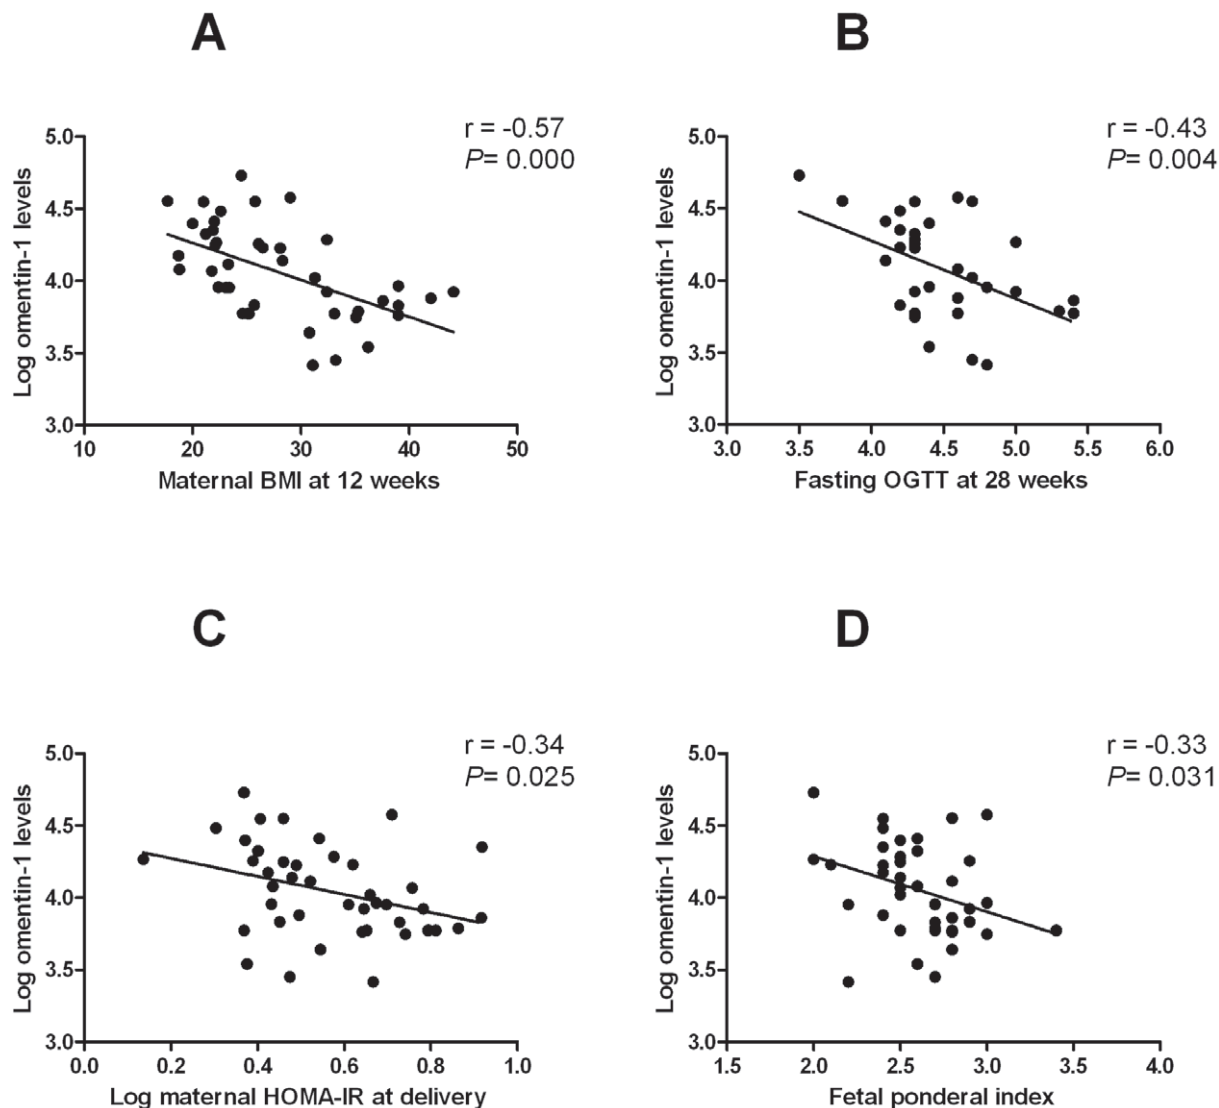 A
r = -0.57
P= 0.000
Log omentin-1 levels
5.0
4.5
4.0
3.5
3.0
10 20 30 40 50
Maternal BMI at 12 weeks
B
r = -0.43
P= 0.004
Log omentin-1 levels
5.0
4.5
4.0
3.5
3.0
3.0 3.5 4.0 4.5 5.0 5.5 6.0
Fasting OGTT at 28 weeks
C
r = -0.34
P= 0.025
Log omentin-1 levels
5.0
4.5
4.0
3.5
3.0
0.0 0.2 0.4 0.6 0.8 1.0
Log maternal HOMA-IR at delivery
D
r = -0.33
P= 0.031
Log omentin-1 levels
5.0
4.5
4.0
3.5
3.0
1.5 2.0 2.5 3.0 3.5 4.0
Fetal ponderal index